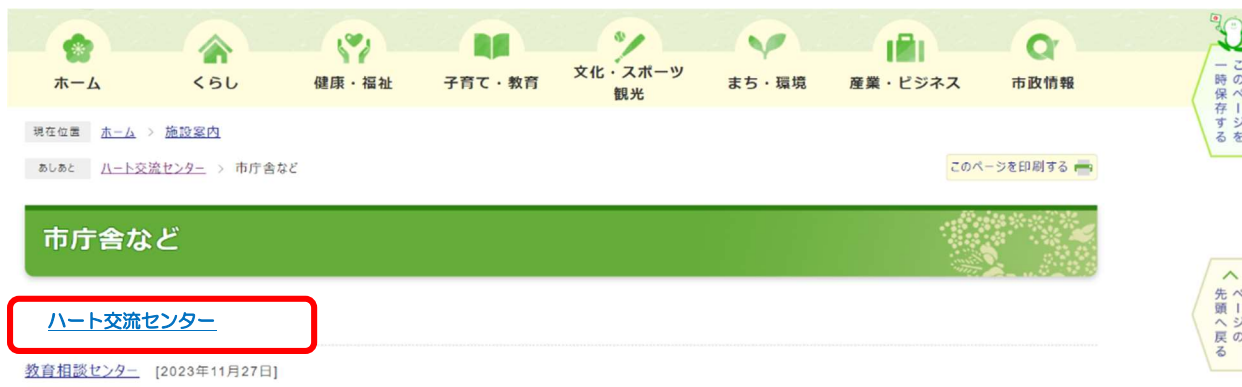 ホーム
くらし
健康・福祉
子育て・教育
文化・スポーツ
観光
まち・環境
産業・ビジネス
市政情報
このページを
一時保存する
現在位置 ホーム > 施設案内
あしあと ハート交流センター > 市庁舎など
このページを印刷する
市庁舎など
ページの
先頭へ戻る
ハート交流センター
教育相談センター [2023年11月27日]